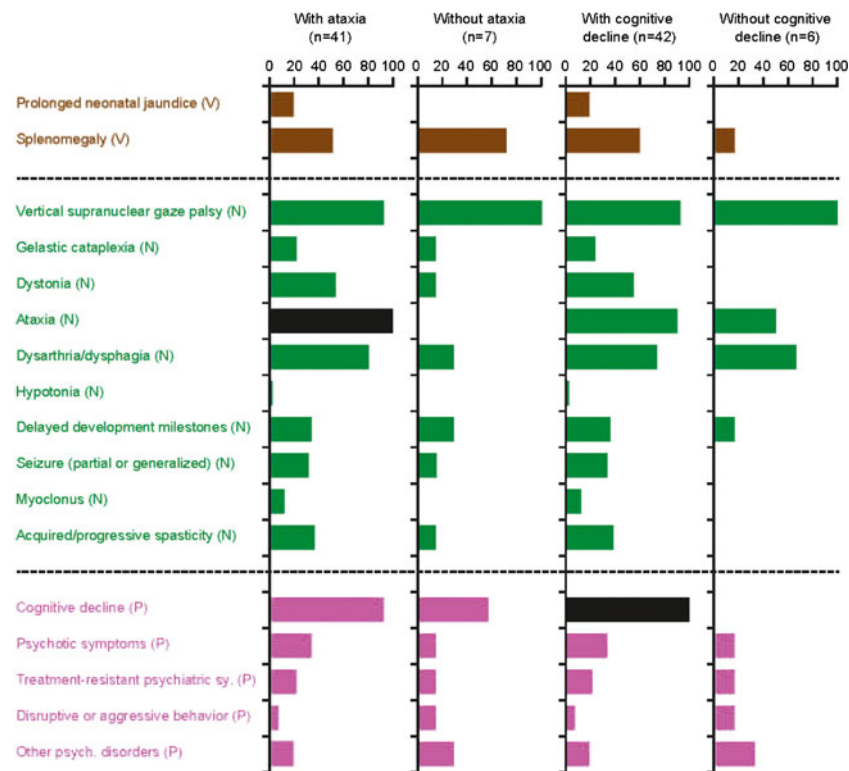 With ataxia
(n=41)
Without ataxia
(n=7)
With cognitive
decline (n=42)
Without cognitive
decline (n=6)
0 20 40 60 80 100
0 20 40 60 80 100
0 20 40 60 80 100
0 20 40 60 80 100
Prolonged neonatal jaundice (V)
Splenomegaly (V)
Vertical supranuclear gaze palsy (N)
Gelastic cataplexia (N)
Dystonia (N)
Ataxia (N)
Dysarthria/dysphagia (N)
Hypotonia (N)
Delayed development milestones (N)
Seizure (partial or generalized) (N)
Myoclonus (N)
Acquired/progressive spasticity (N)
Cognitive decline (P)
Psychotic symptoms (P)
Treatment-resistant psychiatric sy. (P)
Disruptive or aggressive behavior (P)
Other psych. disorders (P)